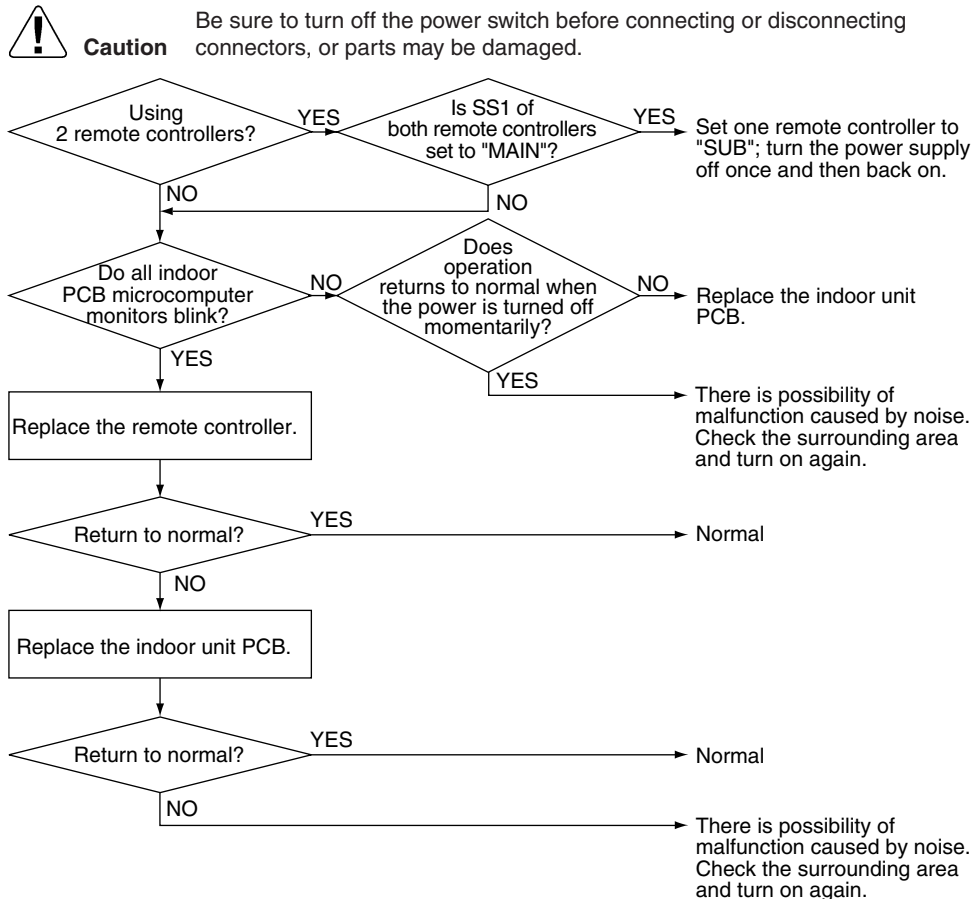 Be sure to turn off the power switch before connecting or disconnecting
Caution connectors, or parts may be damaged.
Using
2 remote controllers?
YES
Is SS1 of
both remote controllers
set to "MAIN"?
YES
Set one remote controller to
"SUB"; turn the power supply
off once and then back on.
NO
NO
Do all indoor
PCB microcomputer
monitors blink?
NO
Does
operation
returns to normal when
the power is turned off
momentarily?
NO
Replace the indoor unit
PCB.
YES
YES
There is possibility of
malfunction caused by noise.
Check the surrounding area
and turn on again.
Replace the remote controller.
Return to normal?
YES
Normal
NO
Replace the indoor unit PCB.
Return to normal?
YES
Normal
NO
There is possibility of
malfunction caused by noise.
Check the surrounding area
and turn on again.